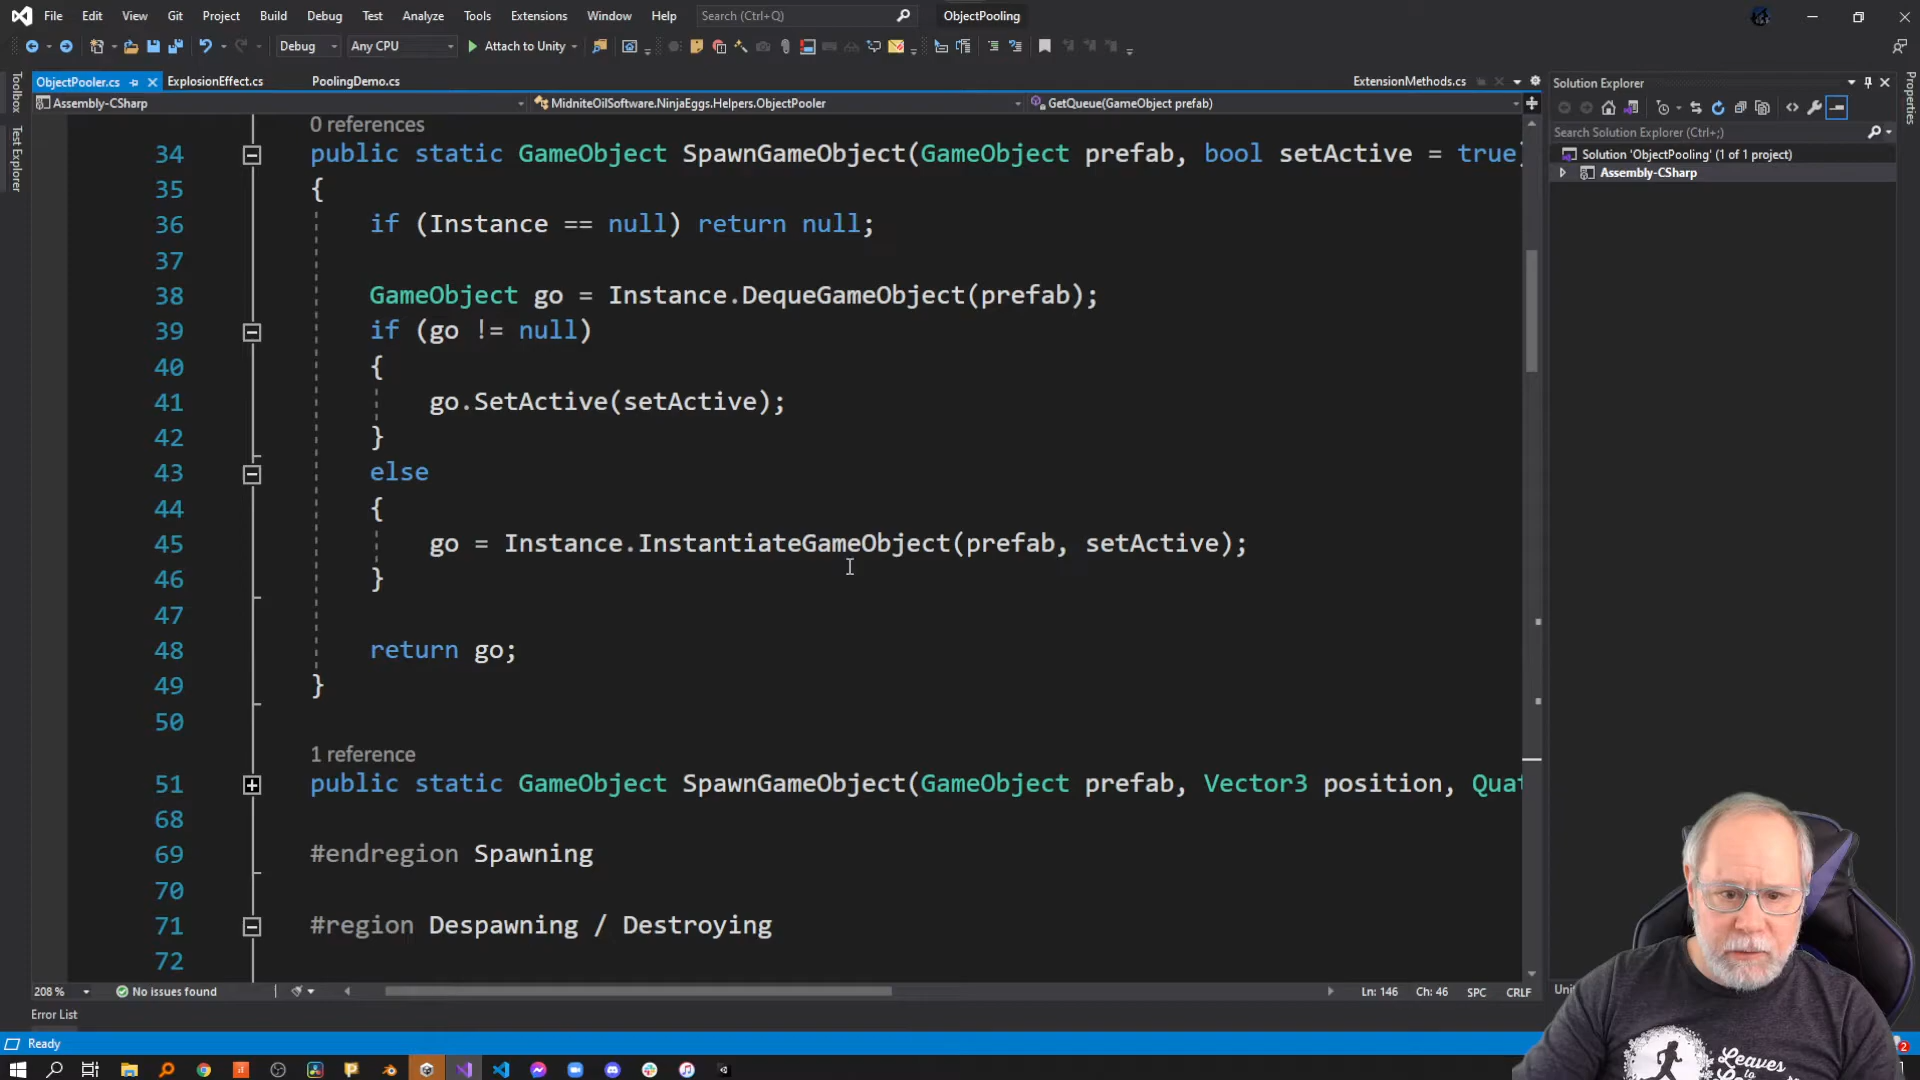 File Edit View Git Project Build Debug Test Analyze Tools Extensions Window Help Search (Ctrl+Q) ObjectPooling
Debug Any CPU Attach to Unity
ObjectPooler.cs ExplosionEffect.cs PoolingDemo.cs ExtensionMethods.cs
Assembly-CSharp MidniteOilSoftware.NinjaEggs.Helpers.ObjectPooler GetQueue(GameObject prefab)
Toolbox
Test Explorer
0 references
34 public static GameObject SpawnGameObject(GameObject prefab, bool setActive = true)
35 {
36 if (Instance == null) return null;
37
38 GameObject go = Instance.DequeGameObject(prefab);
39 if (go != null)
40 {
41 go.SetActive(setActive);
42 }
43 else
44 {
45 go = Instance.InstantiateGameObject(prefab, setActive);
46 }
47
48 return go;
49 }
50
1 reference
51 public static GameObject SpawnGameObject(GameObject prefab, Vector3 position, Quat
68
69 #endregion Spawning
70
71 #region Despawning / Destroying
72
208 % No issues found Ln: 146 Ch: 46 SPC CRLF
Error List
Ready
Solution Explorer
Search Solution Explorer (Ctrl+;)
Solution 'ObjectPooling' (1 of 1 project)
Assembly-CSharp
Properties
Uni
Leaves
2